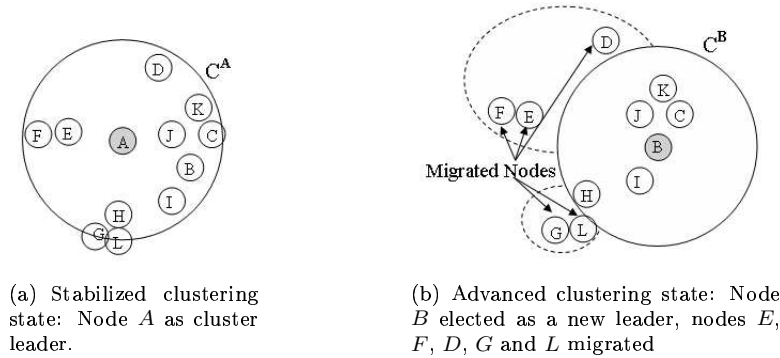 C^A
D
K
F E A J C
B
I
H
G L
(a) Stabilized clustering
state: Node A as cluster
leader.
D
C^B
K
F E J C
B
Migrated Nodes
I
H
G L
(b) Advanced clustering state: Node
B elected as a new leader, nodes E,
F, D, G and L migrated